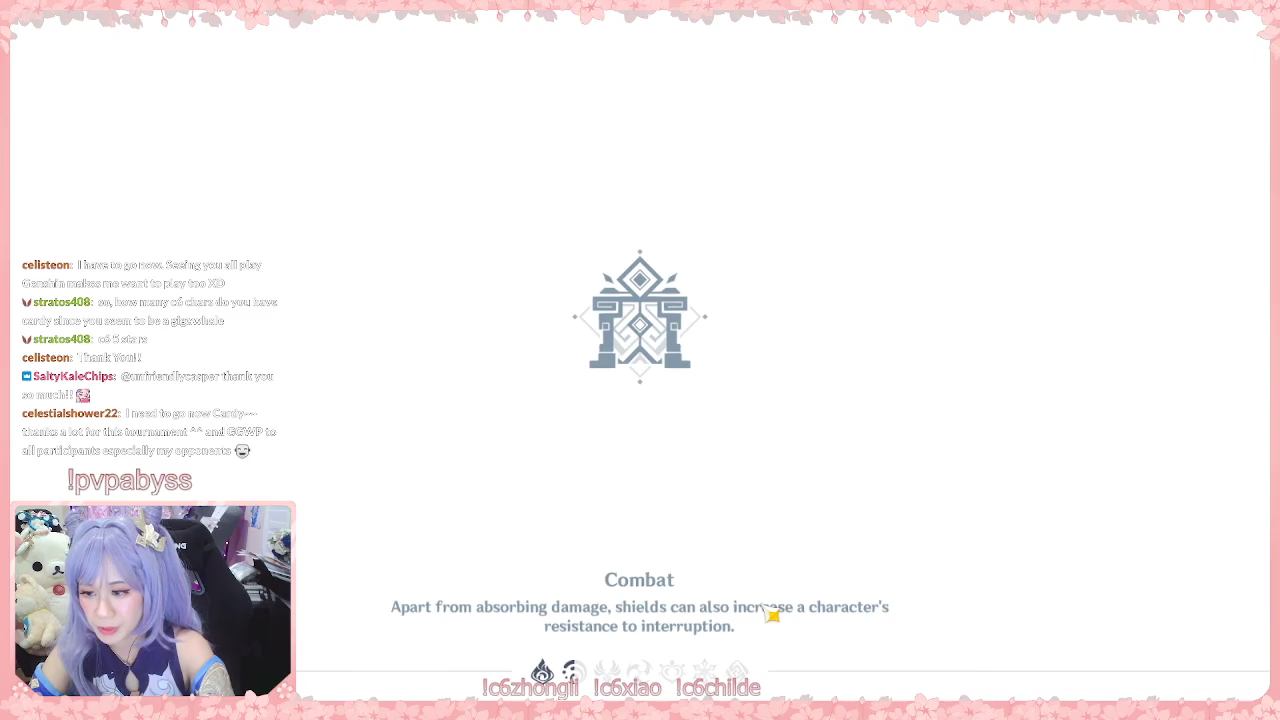 celisteon: I have to go now. Seeing you all play
Genshin makes me want to play too XD
stratos408: so, how many c6 chars do you have
cardy since you seem to be a gigawhale
stratos408: c6 5 stars
celisteon: Thank You!!
SaltyKaleChips: @unfriendlycasper thank you
so much!!
celestialshower22: I need to go now Cardy~~
thanks a lot for this tournament ^^ and GGWP to
all participants especially my opponents
!pvpabyss
Combat
Apart from absorbing damage, shields can also increase a character's
resistance to interruption.
!c6zhongli !c6xiao !c6childe